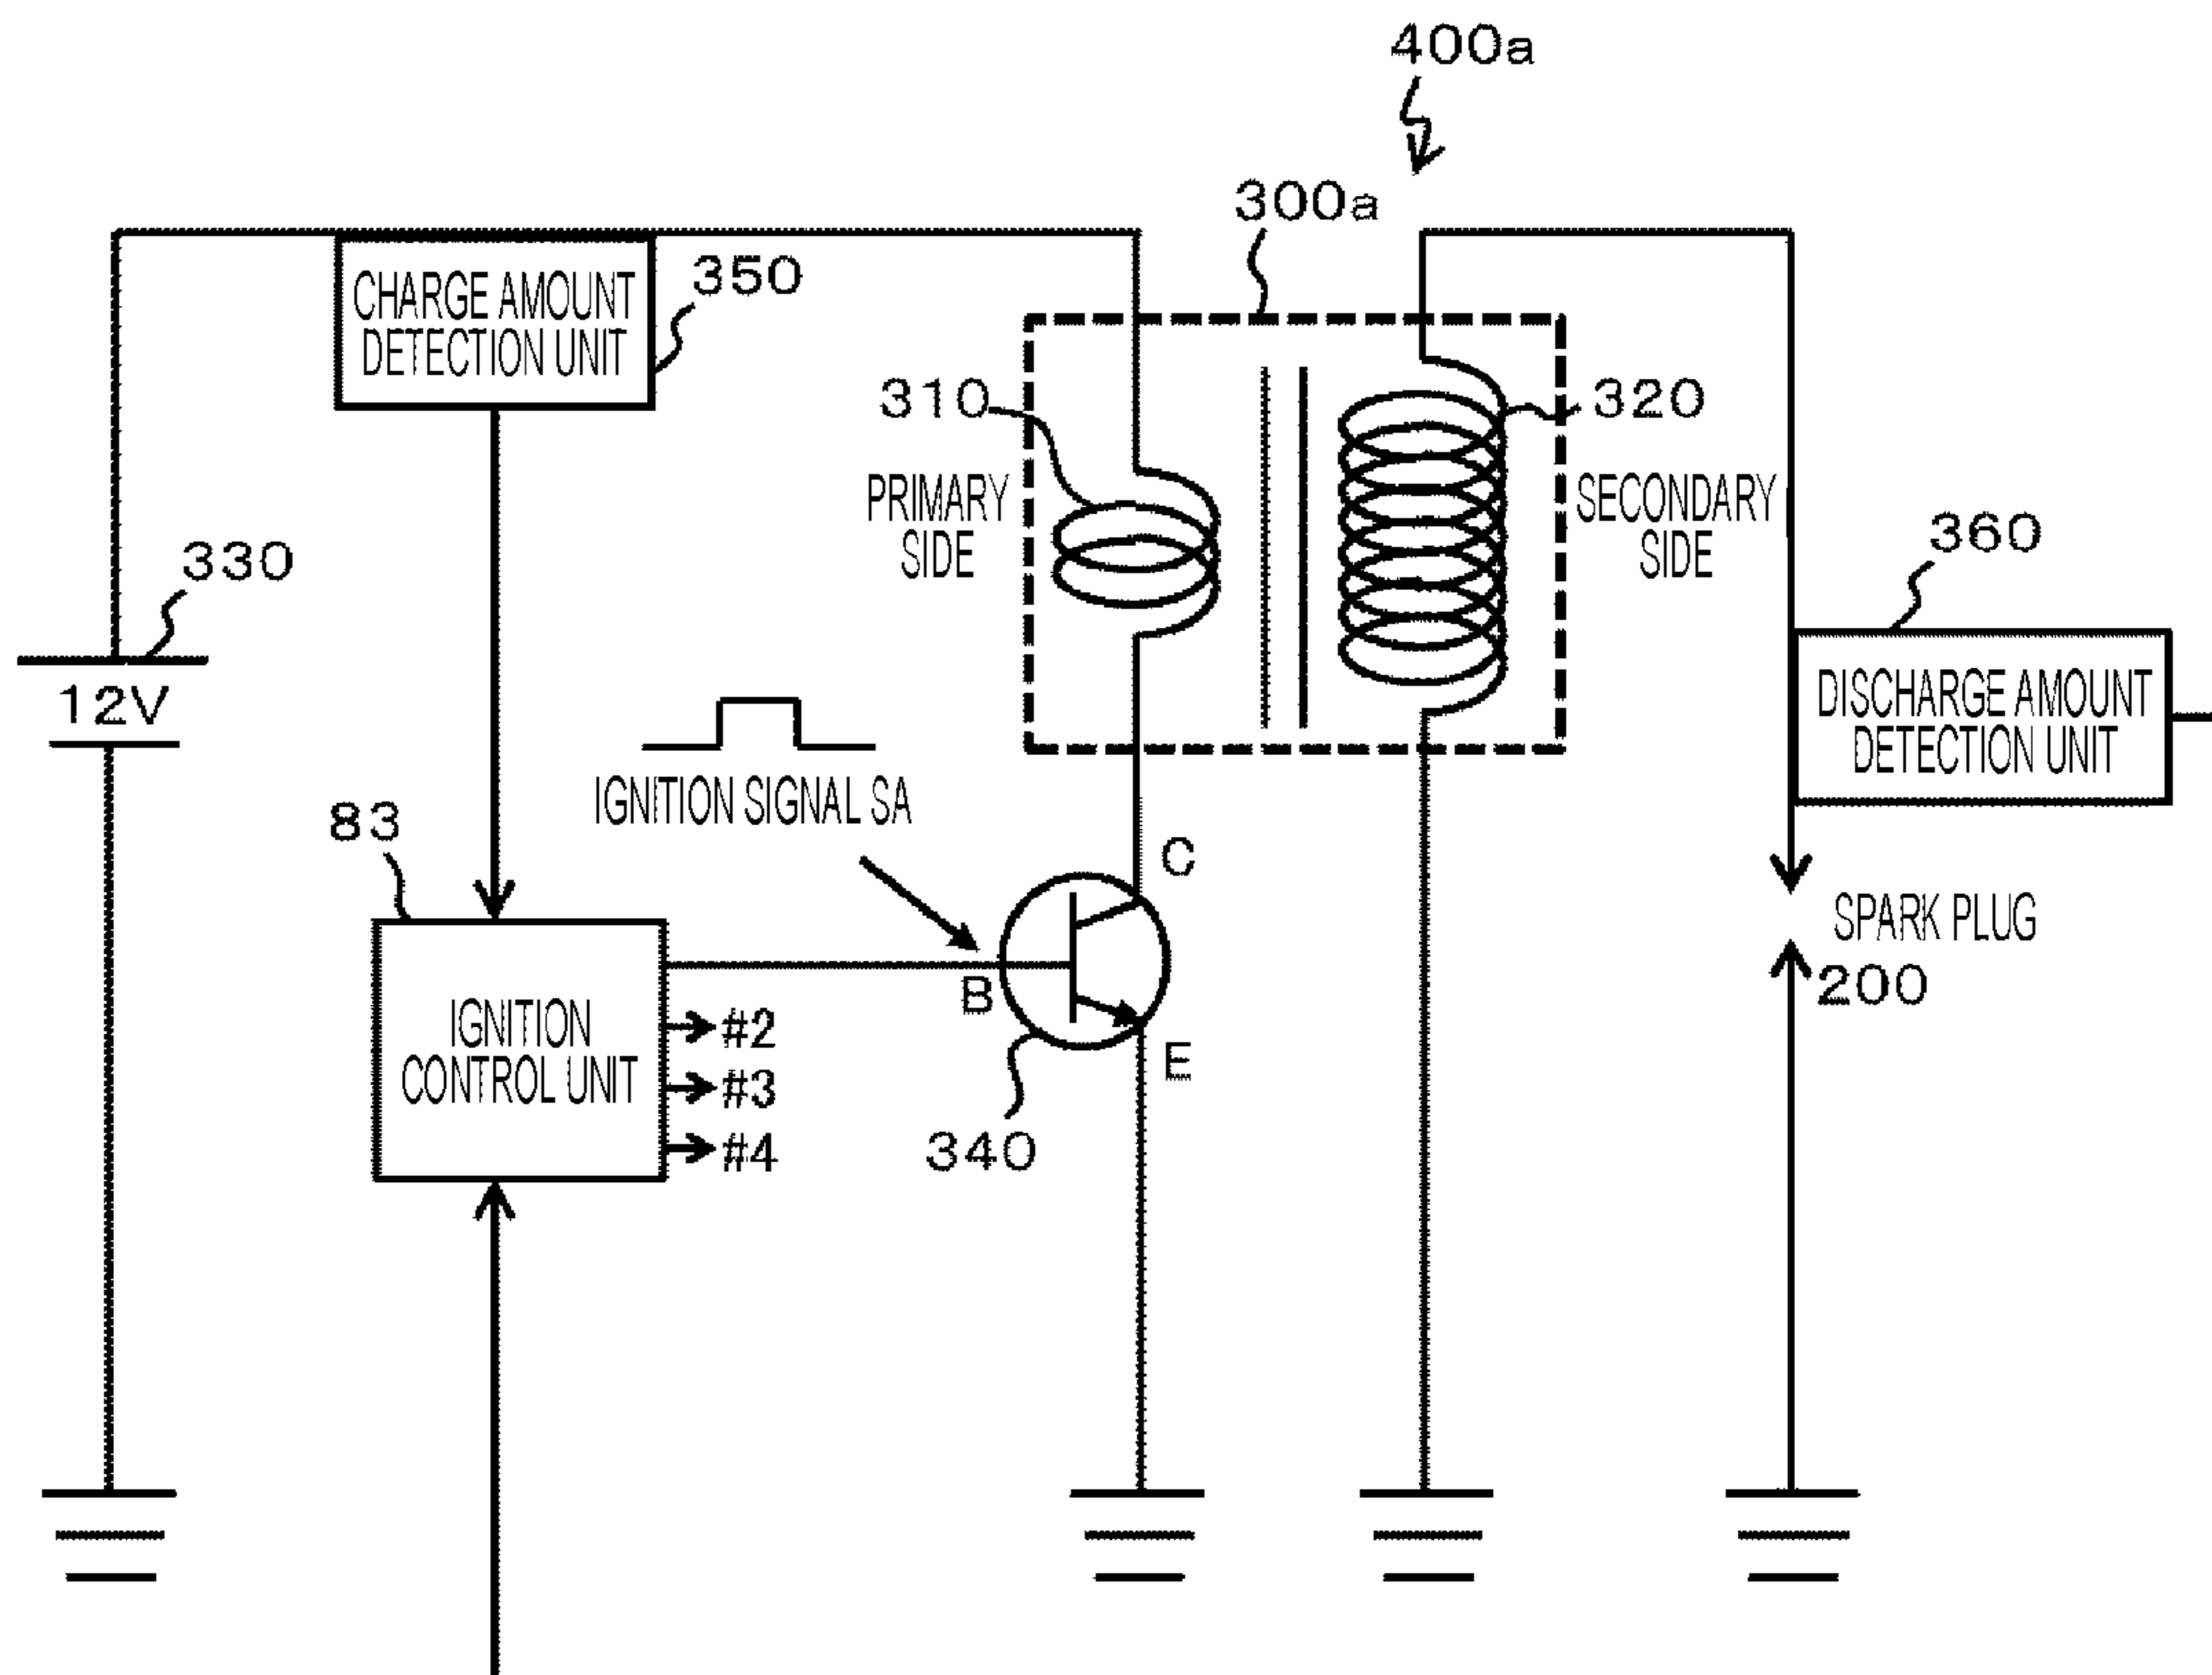 400a
300a
CHARGE AMOUNT
DETECTION UNIT
350
310
320
PRIMARY
SIDE
SECONDARY
SIDE
360
330
12V
DISCHARGE AMOUNT
DETECTION UNIT
IGNITION SIGNAL SA
83
C
SPARK PLUG
200
B
IGNITION
CONTROL UNIT
#2
#3
#4
E
340